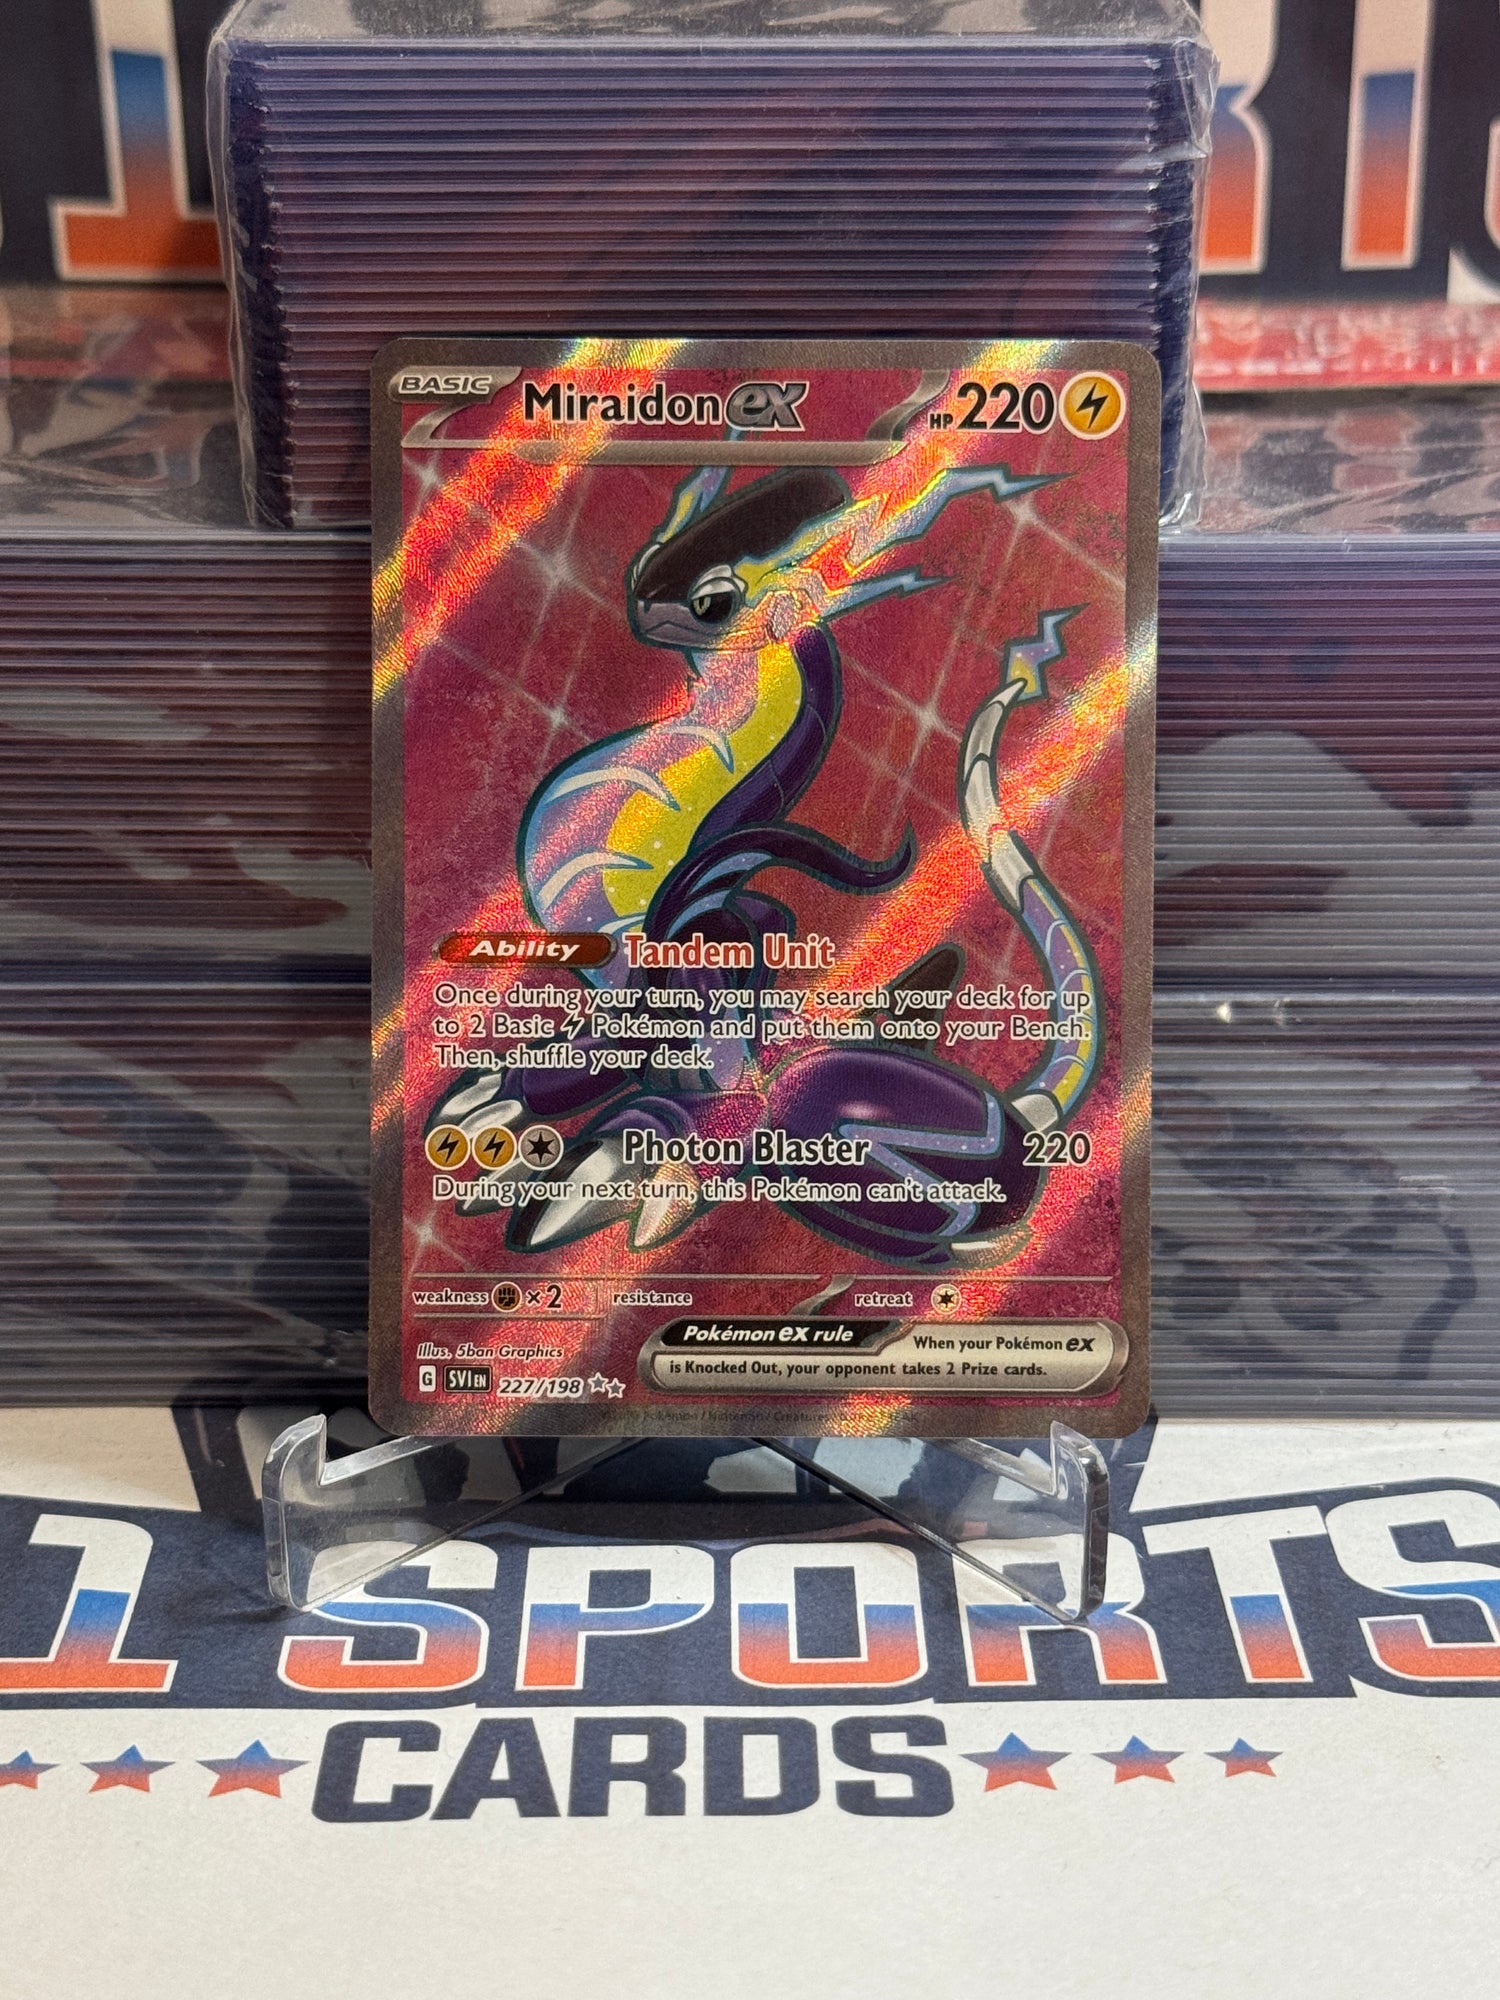 BASIC Miraidon ex HP 220
Ability Tandem Unit
Once during your turn, you may search your deck for up
to 2 Basic Pokémon and put them onto your Bench.
Then, shuffle your deck.
Photon Blaster 220
During your next turn, this Pokémon can't attack.
weakness ×2 resistance retreat
Pokémon ex rule When your Pokémon ex
is Knocked Out, your opponent takes 2 Prize cards.
Illus. 5ban Graphics
G SVI EN 227/198
1 SPORTS
CARDS